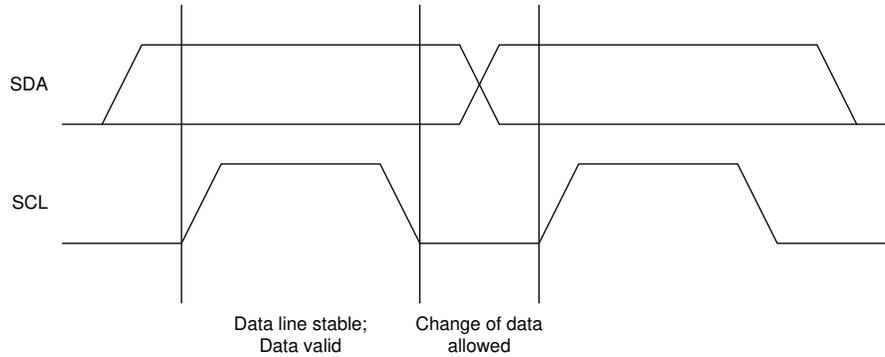 SDA
SCL
Data line stable;
Data valid
Change of data
allowed